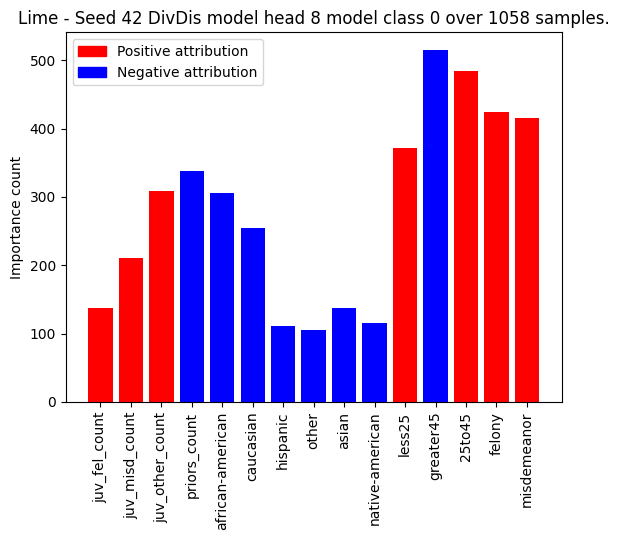 Lime - Seed 42 DivDis model head 8 model class 0 over 1058 samples.
Positive attribution
Negative attribution
Importance count
500
400
300
200
100
0
juv_fel_count
juv_misd_count
juv_other_count
priors_count
african-american
caucasian
hispanic
other
asian
native-american
less25
greater45
25to45
felony
misdemeanor